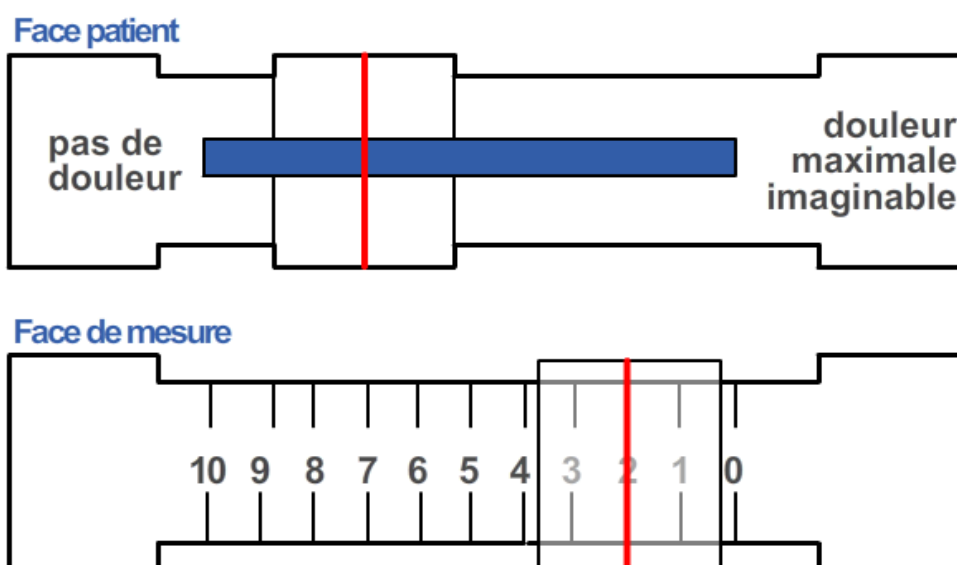 Face patient
pas de
douleur
douleur
maximale
imaginable
Face de mesure
10 9 8 7 6 5 4 3 2 1 0